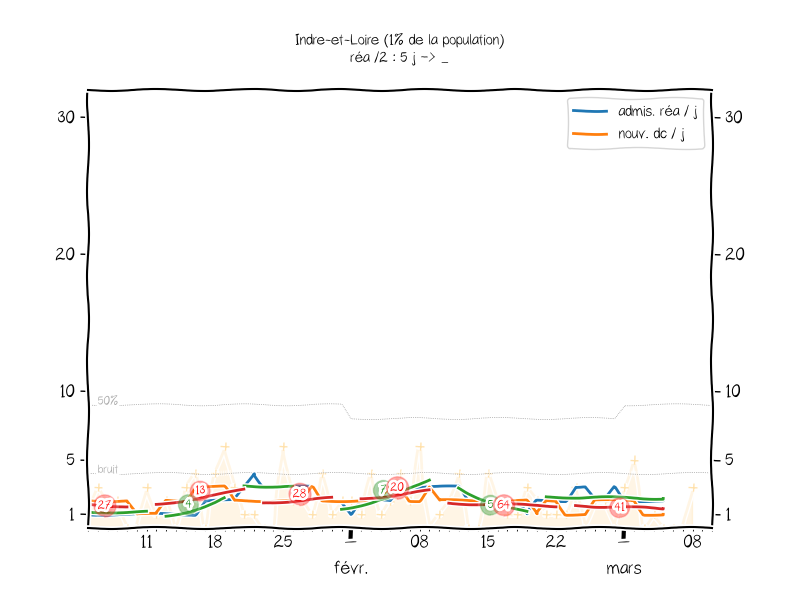 Indre-et-Loire (1% de la population)
réa /2 : 5 j -> _
admis. réa / j
nouv. dc / j
30 30
20 20
10 10
50%
5 5
bruit
1 1
27 4 13 28 7 20 5 64 41
11 18 25 1 08 15 22 1 08
févr. mars